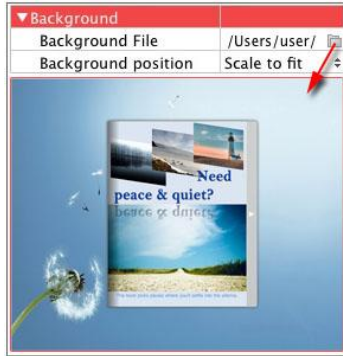 Background
Background File /Users/user/
Background position Scale to fit
Need
peace & quiet?